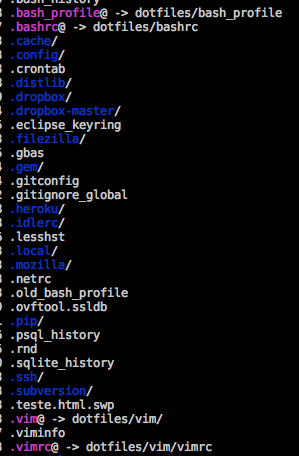 .bash_history
.bash_profile@ -> dotfiles/bash_profile
.bashrc@ -> dotfiles/bashrc
.cache/
.config/
.crontab
.distlib/
.dropbox/
.dropbox-master/
.eclipse_keyring
.filezilla/
.gbas
.gem/
.gitconfig
.gitignore_global
.heroku/
.idlerc/
.lesshst
.local/
.mozilla/
.netrc
.old_bash_profile
.ovftool.ssldb
.pip/
.psql_history
.rnd
.sqlite_history
.ssh/
.subversion/
.teste.html.swp
.vim@ -> dotfiles/vim/
.viminfo
.vimrc@ -> dotfiles/vim/vimrc